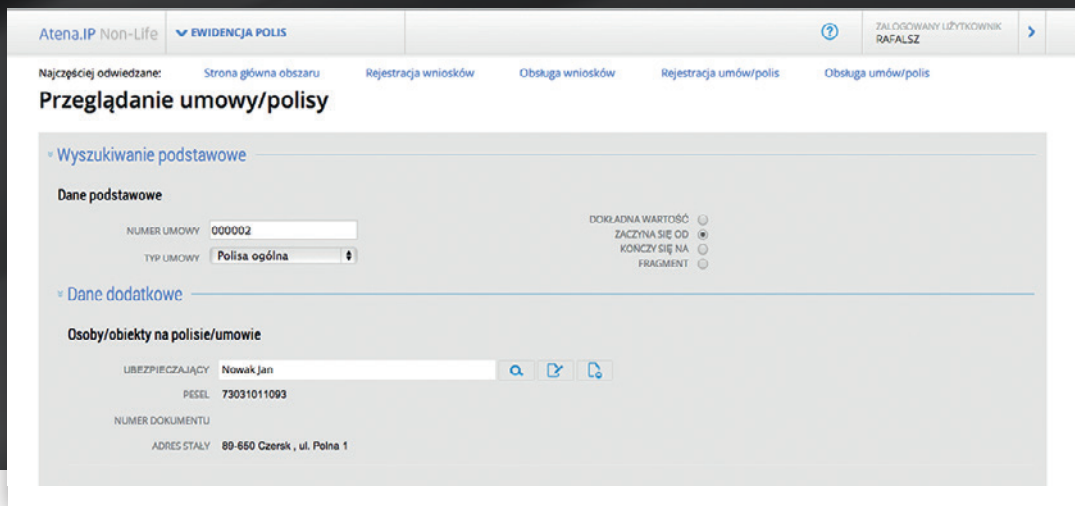 Atena.IP Non-Life EWIDENCJA POLIS ? ZALOGOWANY UŻYTKOWNIK
RAFALSZ
Najczęściej odwiedzane: Strona główna obszaru Rejestracja wniosków Obsługa wniosków Rejestracja umów/polis Obsługa umów/polis
Przeglądanie umowy/polisy
Wyszukiwanie podstawowe
Dane podstawowe
NUMER UMOWY 000002
TYP UMOWY Polisa ogólna
DOKŁADNA WARTOŚĆ
ZACZYNA SIĘ OD
KOŃCZY SIĘ NA
FRAGMENT
Dane dodatkowe
Osoby/obiekty na polisie/umowie
UBEZPIECZAJĄCY Nowak Jan
PESEL 73031011093
NUMER DOKUMENTU
ADRES STAŁY 89-650 Czersk , ul. Polna 1